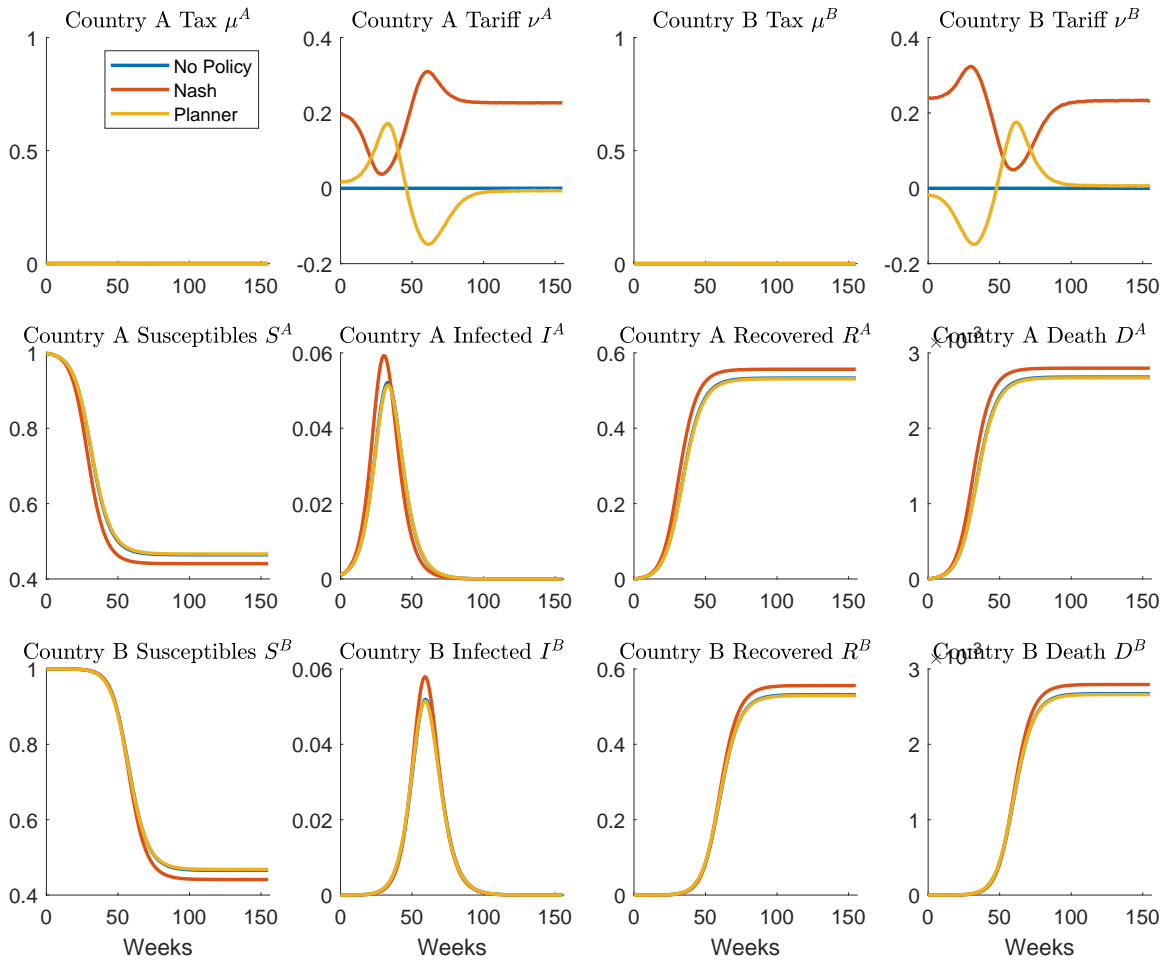 Country A Tax μ^A
Country A Tariff ν^A
Country B Tax μ^B
Country B Tariff ν^B
No Policy
Nash
Planner
1
0.5
0
0 50 100 150
0.4
0.2
0
-0.2
0 50 100 150
1
0.5
0
0 50 100 150
0.4
0.2
0
-0.2
0 50 100 150
Country A Susceptibles S^A
Country A Infected I^A
Country A Recovered R^A
Country A Death D^A
1
0.8
0.6
0.4
0 50 100 150
0.06
0.04
0.02
0
0 50 100 150
0.6
0.4
0.2
0
0 50 100 150
3
2
1
0
0 50 100 150
Country B Susceptibles S^B
Country B Infected I^B
Country B Recovered R^B
Country B Death D^B
1
0.8
0.6
0.4
0 50 100 150
Weeks
0.06
0.04
0.02
0
0 50 100 150
Weeks
0.6
0.4
0.2
0
0 50 100 150
Weeks
3
2
1
0
0 50 100 150
Weeks